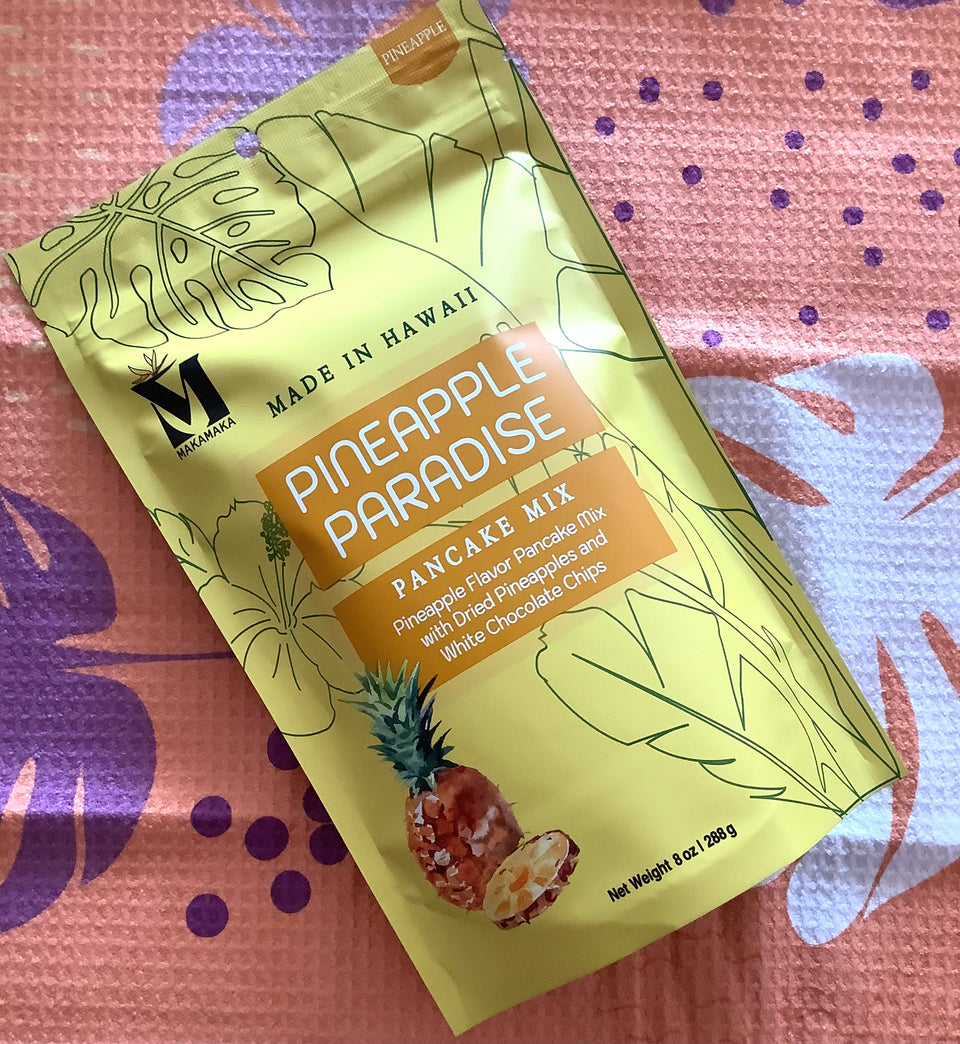 PINEAPPLE
MADE IN HAWAII
M
MAKAMAKA
PINEAPPLE
PARADISE
PANCAKE MIX
Pineapple Flavor Pancake Mix
with Dried Pineapples and
White Chocolate Chips
Net Weight 8 oz | 288 g